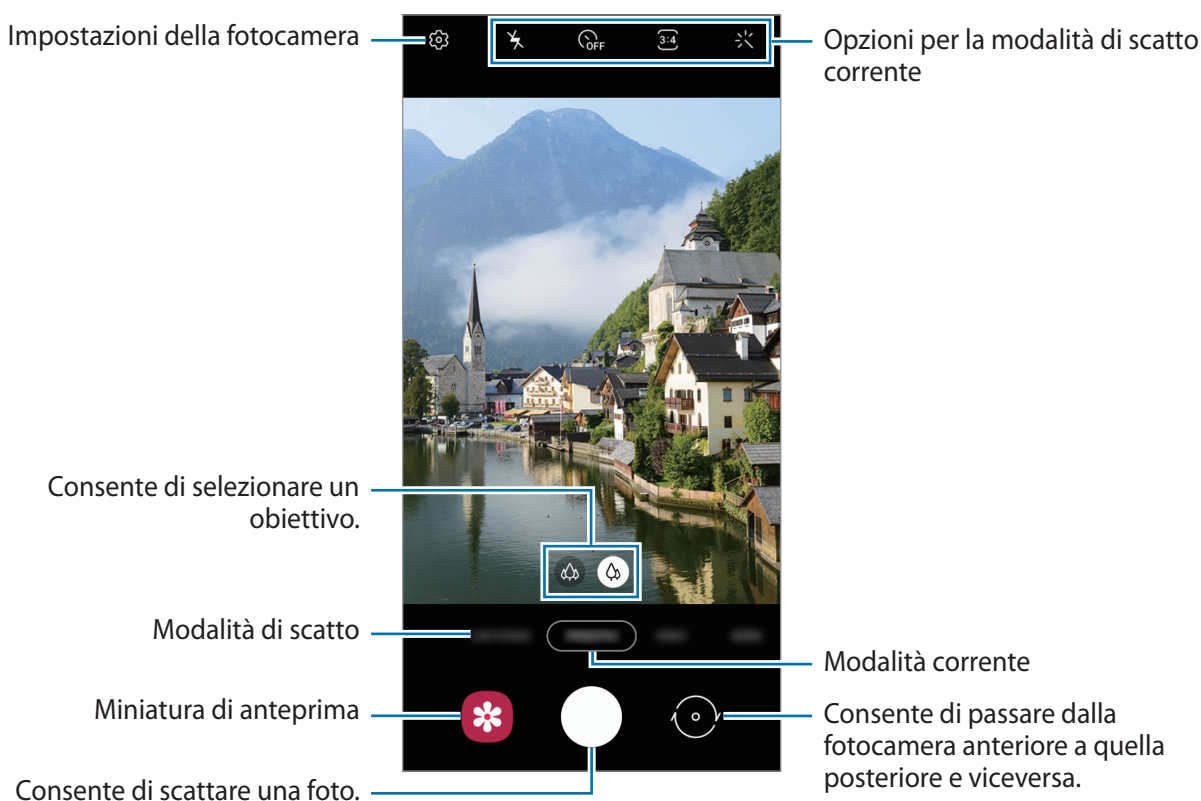 Impostazioni della fotocamera
OFF
3:4
Opzioni per la modalità di scatto
corrente
Consente di selezionare un
obiettivo.
Modalità di scatto
Modalità corrente
Miniatura di anteprima
Consente di passare dalla
fotocamera anteriore a quella
posteriore e viceversa.
Consente di scattare una foto.